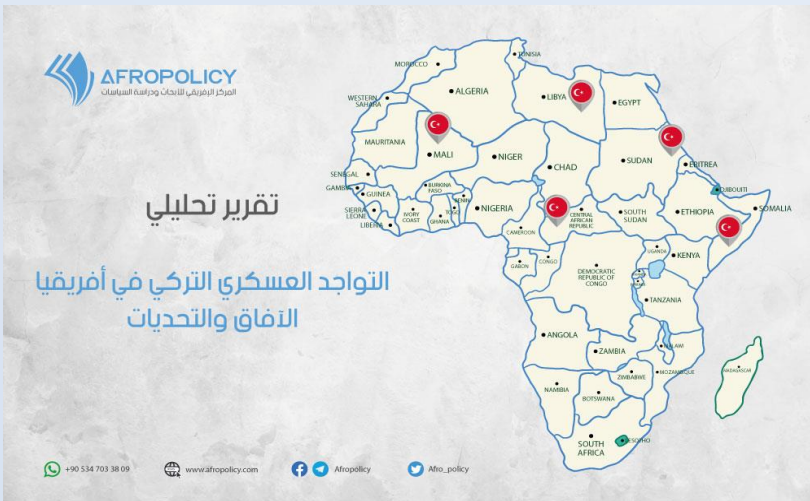 AFROPOLICY
المركز الإفريقي للأبحاث ودراسة السياسات
تقرير تحليلي
التواجد العسكري التركي في أفريقيا
الآفاق والتحديات
TUNISIA
MOROCCO
ALGERIA
LIBYA
EGYPT
WESTERN
SAHARA
MAURITANIA
MALI
NIGER
CHAD
SUDAN
ERITREA
SENEGAL
GAMBIA
GUINEA
BURKINA
FASO
BENIN
DJIBOUTI
SIERRA
LEONE
LIBERIA
IVORY
COAST
GHANA
TOGO
NIGERIA
CENTRAL
AFRICAN
REPUBLIC
SOUTH
SUDAN
ETHIOPIA
SOMALIA
CAMEROON
GABON
CONGO
UGANDA
KENYA
DEMOCRATIC
REPUBLIC OF
CONGO
TANZANIA
ANGOLA
ZAMBIA
MALAWI
MOZAMBIQUE
ZIMBABWE
NAMIBIA
BOTSWANA
MADAGASCAR
SOUTH
AFRICA
LESOTHO
+90 534 703 38 09
www.afropolicy.com
Afropolicy
Afro_policy